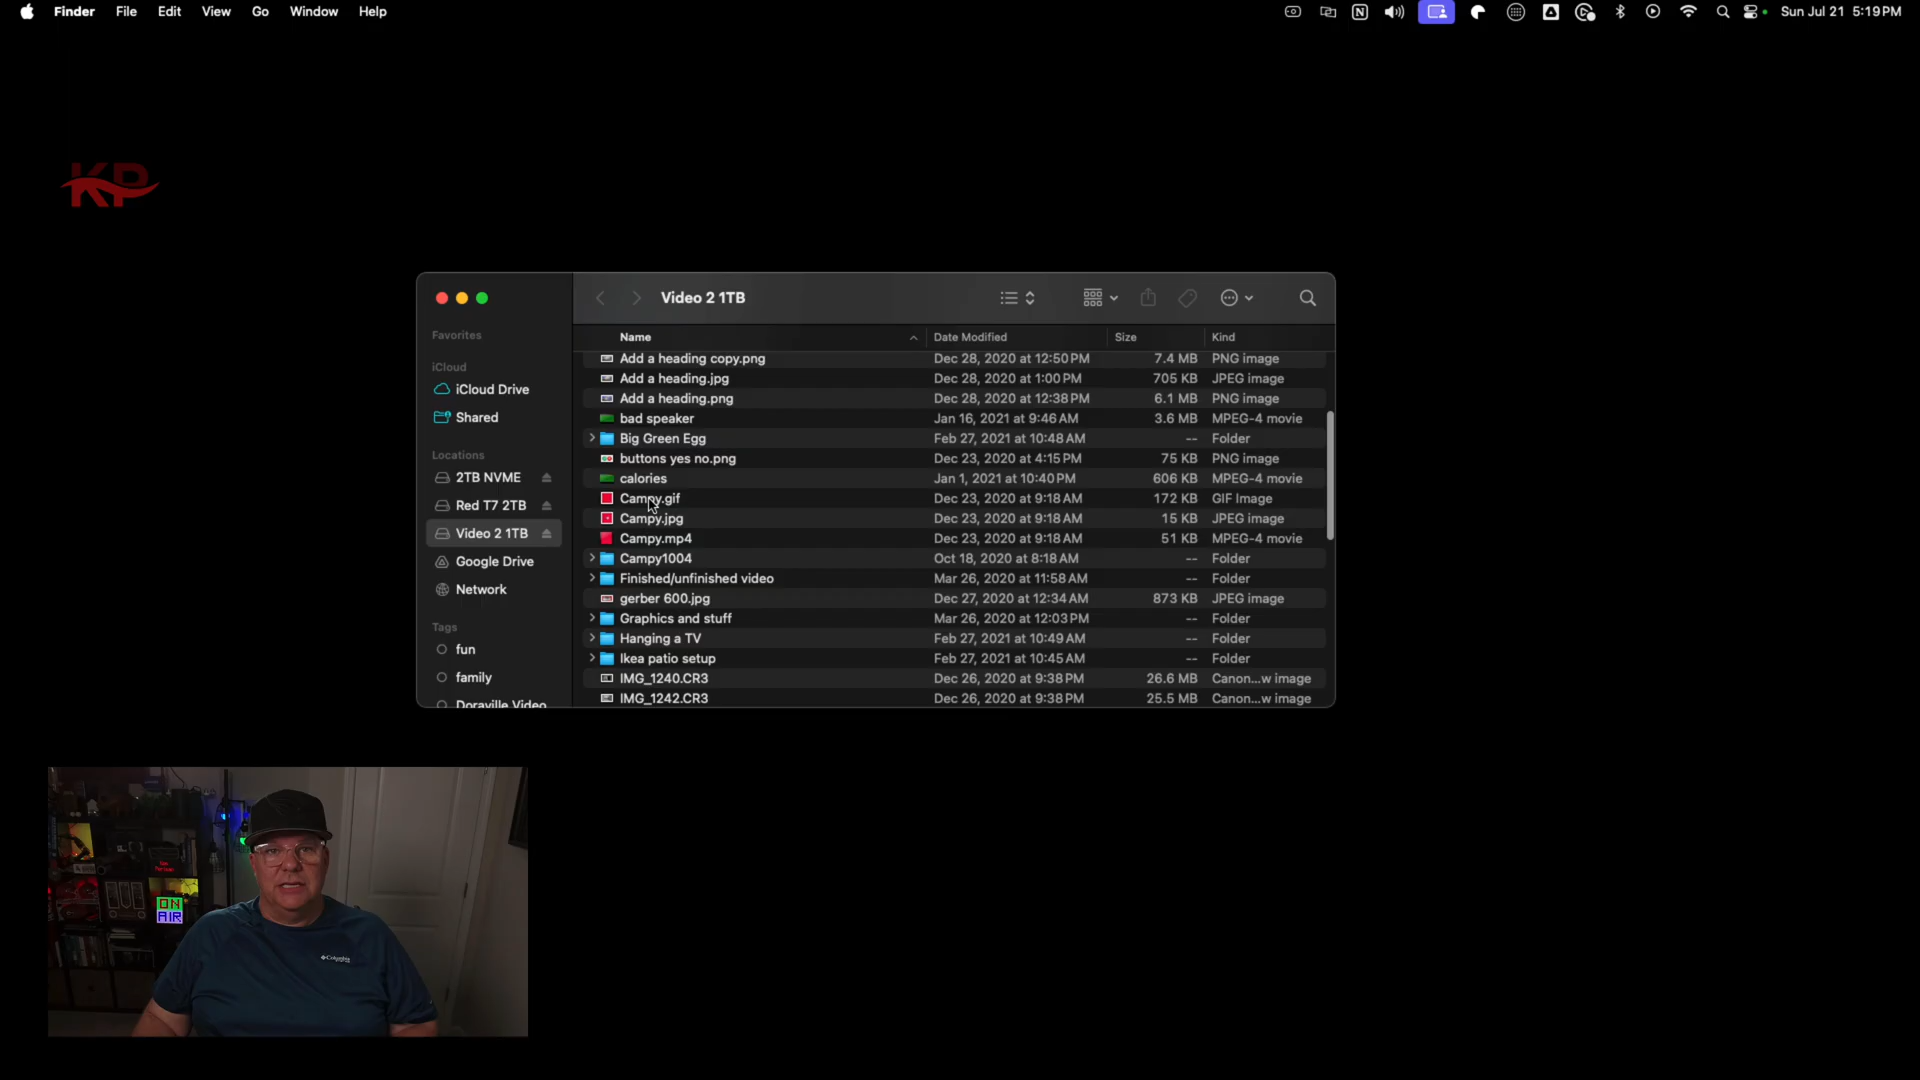 Finder File Edit View Go Window Help
Sun Jul 21 5:19 PM
KP
Video 2 1TB
Favorites
iCloud
iCloud Drive
Shared
Locations
2TB NVME
Red T7 2TB
Video 2 1TB
Google Drive
Network
Tags
fun
family
Doraville Video
Name Date Modified Size Kind
Add a heading copy.png Dec 28, 2020 at 12:50 PM 7.4 MB PNG image
Add a heading.jpg Dec 28, 2020 at 1:00 PM 705 KB JPEG image
Add a heading.png Dec 28, 2020 at 12:38 PM 6.1 MB PNG image
bad speaker Jan 16, 2021 at 9:46 AM 3.6 MB MPEG-4 movie
Big Green Egg Feb 27, 2021 at 10:48 AM -- Folder
buttons yes no.png Dec 23, 2020 at 4:15 PM 75 KB PNG image
calories Jan 1, 2021 at 10:40 PM 606 KB MPEG-4 movie
Campy.gif Dec 23, 2020 at 9:18 AM 172 KB GIF Image
Campy.jpg Dec 23, 2020 at 9:18 AM 15 KB JPEG image
Campy.mp4 Dec 23, 2020 at 9:18 AM 51 KB MPEG-4 movie
Campy1004 Oct 18, 2020 at 8:18 AM -- Folder
Finished/unfinished video Mar 26, 2020 at 11:58 AM -- Folder
gerber 600.jpg Dec 27, 2020 at 12:34 AM 873 KB JPEG image
Graphics and stuff Mar 26, 2020 at 12:03 PM -- Folder
Hanging a TV Feb 27, 2021 at 10:49 AM -- Folder
Ikea patio setup Feb 27, 2021 at 10:45 AM -- Folder
IMG_1240.CR3 Dec 26, 2020 at 9:38 PM 26.6 MB Canon...w image
IMG_1242.CR3 Dec 26, 2020 at 9:38 PM 25.5 MB Canon...w image
ON
AIR
Columbia